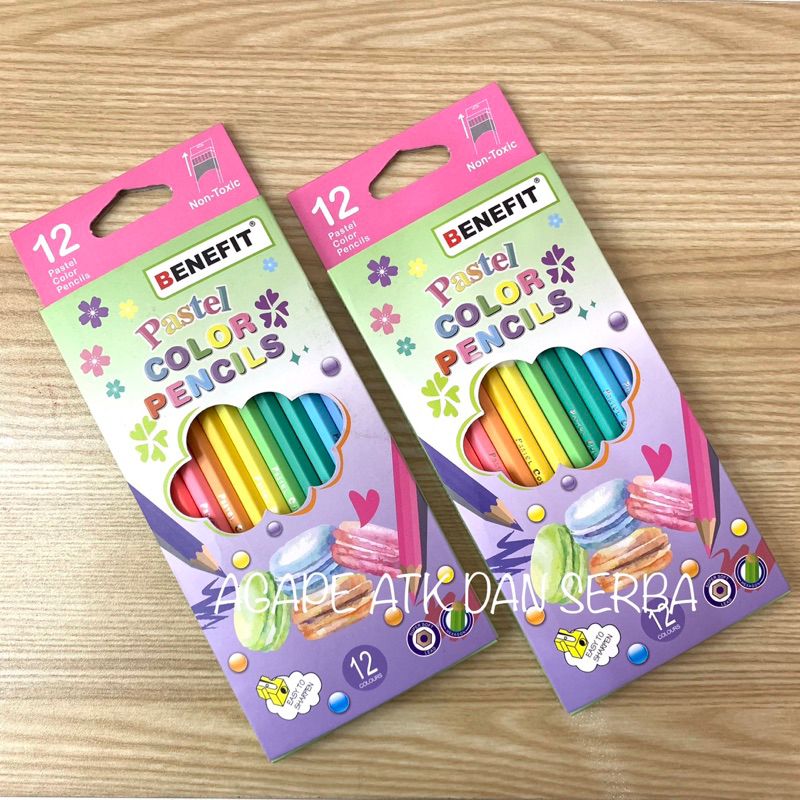 12
Pastel
Color
Pencils
Non-Toxic
BENEFIT®
Pastel
COLOR
PENCILS
EASY TO
SHARPEN
12
COLOURS
12
Pastel
Color
Pencils
Non-Toxic
BENEFIT®
Pastel
COLOR
PENCILS
EASY TO
SHARPEN
12
COLOURS
AGAPE ATK DAN SERBA